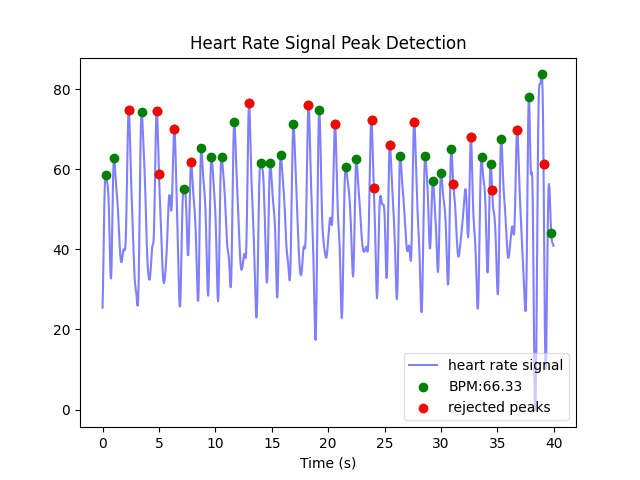 Heart Rate Signal Peak Detection
80
60
40
20
0
heart rate signal
BPM:66.33
rejected peaks
0 5 10 15 20 25 30 35 40
Time (s)